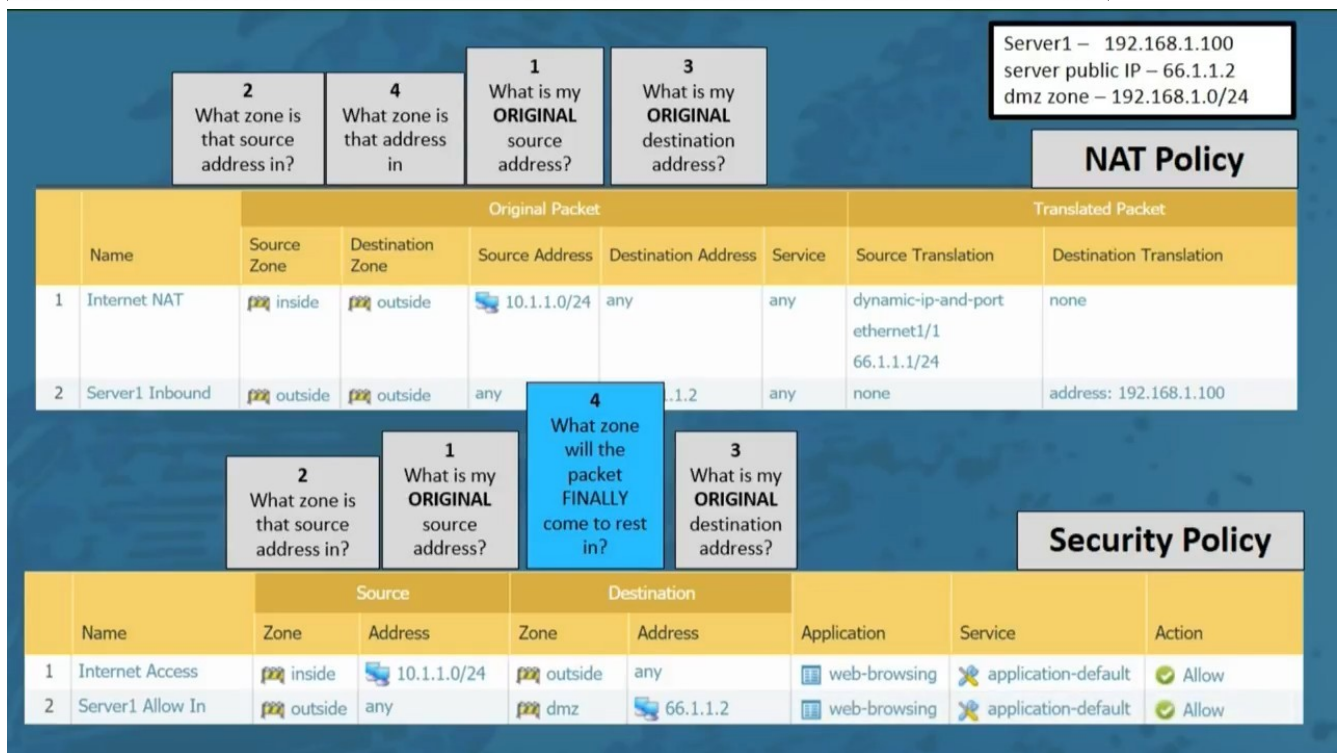 Server1 – 192.168.1.100
server public IP – 66.1.1.2
dmz zone – 192.168.1.0/24
2
What zone is
that source
address in?
4
What zone is
that address
in
1
What is my
ORIGINAL
source
address?
3
What is my
ORIGINAL
destination
address?
NAT Policy
Original Packet Translated Packet
Name Source Zone Destination Zone Source Address Destination Address Service Source Translation Destination Translation
1 Internet NAT inside outside 10.1.1.0/24 any any dynamic-ip-and-port none
ethernet1/1
66.1.1.1/24
2 Server1 Inbound outside outside any .1.2 any none address: 192.168.1.100
2
What zone is
that source
address in?
1
What is my
ORIGINAL
source
address?
4
What zone
will the
packet
FINALLY
come to rest
in?
3
What is my
ORIGINAL
destination
address?
Security Policy
Source Destination
Name Zone Address Zone Address Application Service Action
1 Internet Access inside 10.1.1.0/24 outside any web-browsing application-default Allow
2 Server1 Allow In outside any dmz 66.1.1.2 web-browsing application-default Allow